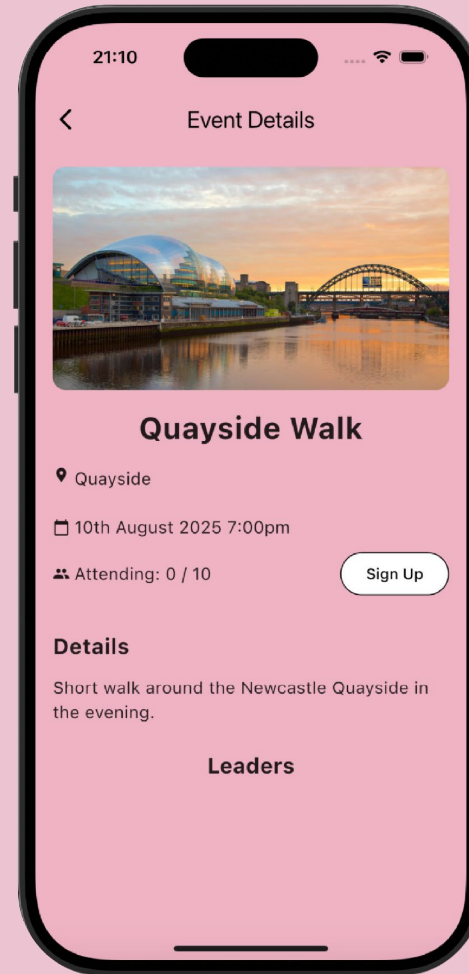 21:10
Event Details
Quayside Walk
Quayside
10th August 2025 7:00pm
Attending: 0 / 10
Sign Up
Details
Short walk around the Newcastle Quayside in
the evening.
Leaders